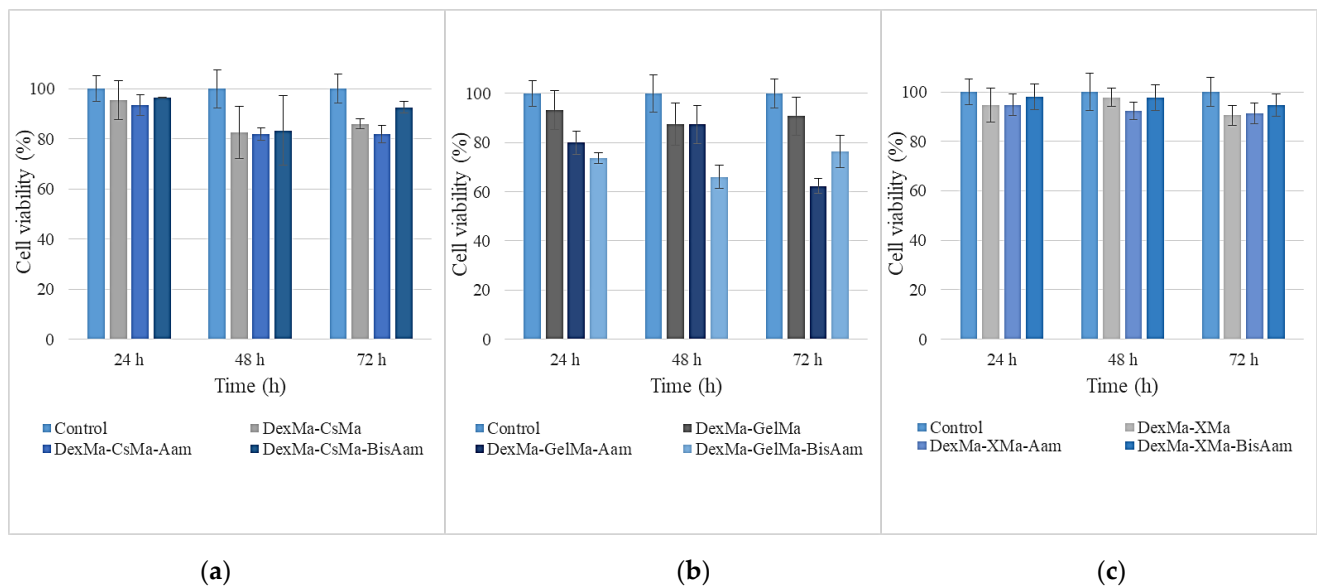 Cell viability (%)
100
80
60
40
20
0
24 h 48 h 72 h
Time (h)
Control DexMa-CsMa
DexMa-CsMa-Aam DexMa-CsMa-BisAam
(a)
Cell viability (%)
100
80
60
40
20
0
24 h 48 h 72 h
Time (h)
Control DexMa-GelMa
DexMa-GelMa-Aam DexMa-GelMa-BisAam
(b)
Cell viability (%)
100
80
60
40
20
0
24 h 48 h 72 h
Time (h)
Control DexMa-XMa
DexMa-XMa-Aam DexMa-XMa-BisAam
(c)